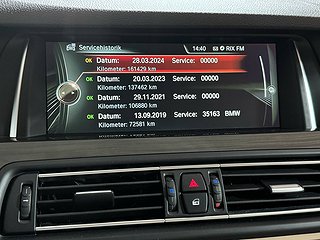 Servicehistorik 14:40 RIX FM
OK Datum: 28.03.2024 Service: 00000
Kilometer: 161429 km
OK Datum: 20.03.2023 Service: 00000
Kilometer: 137462 km
OK Datum: 29.11.2021 Service: 00000
Kilometer: 106880 km
OK Datum: 13.09.2019 Service: 35163 BMW
Kilometer: 72581 km